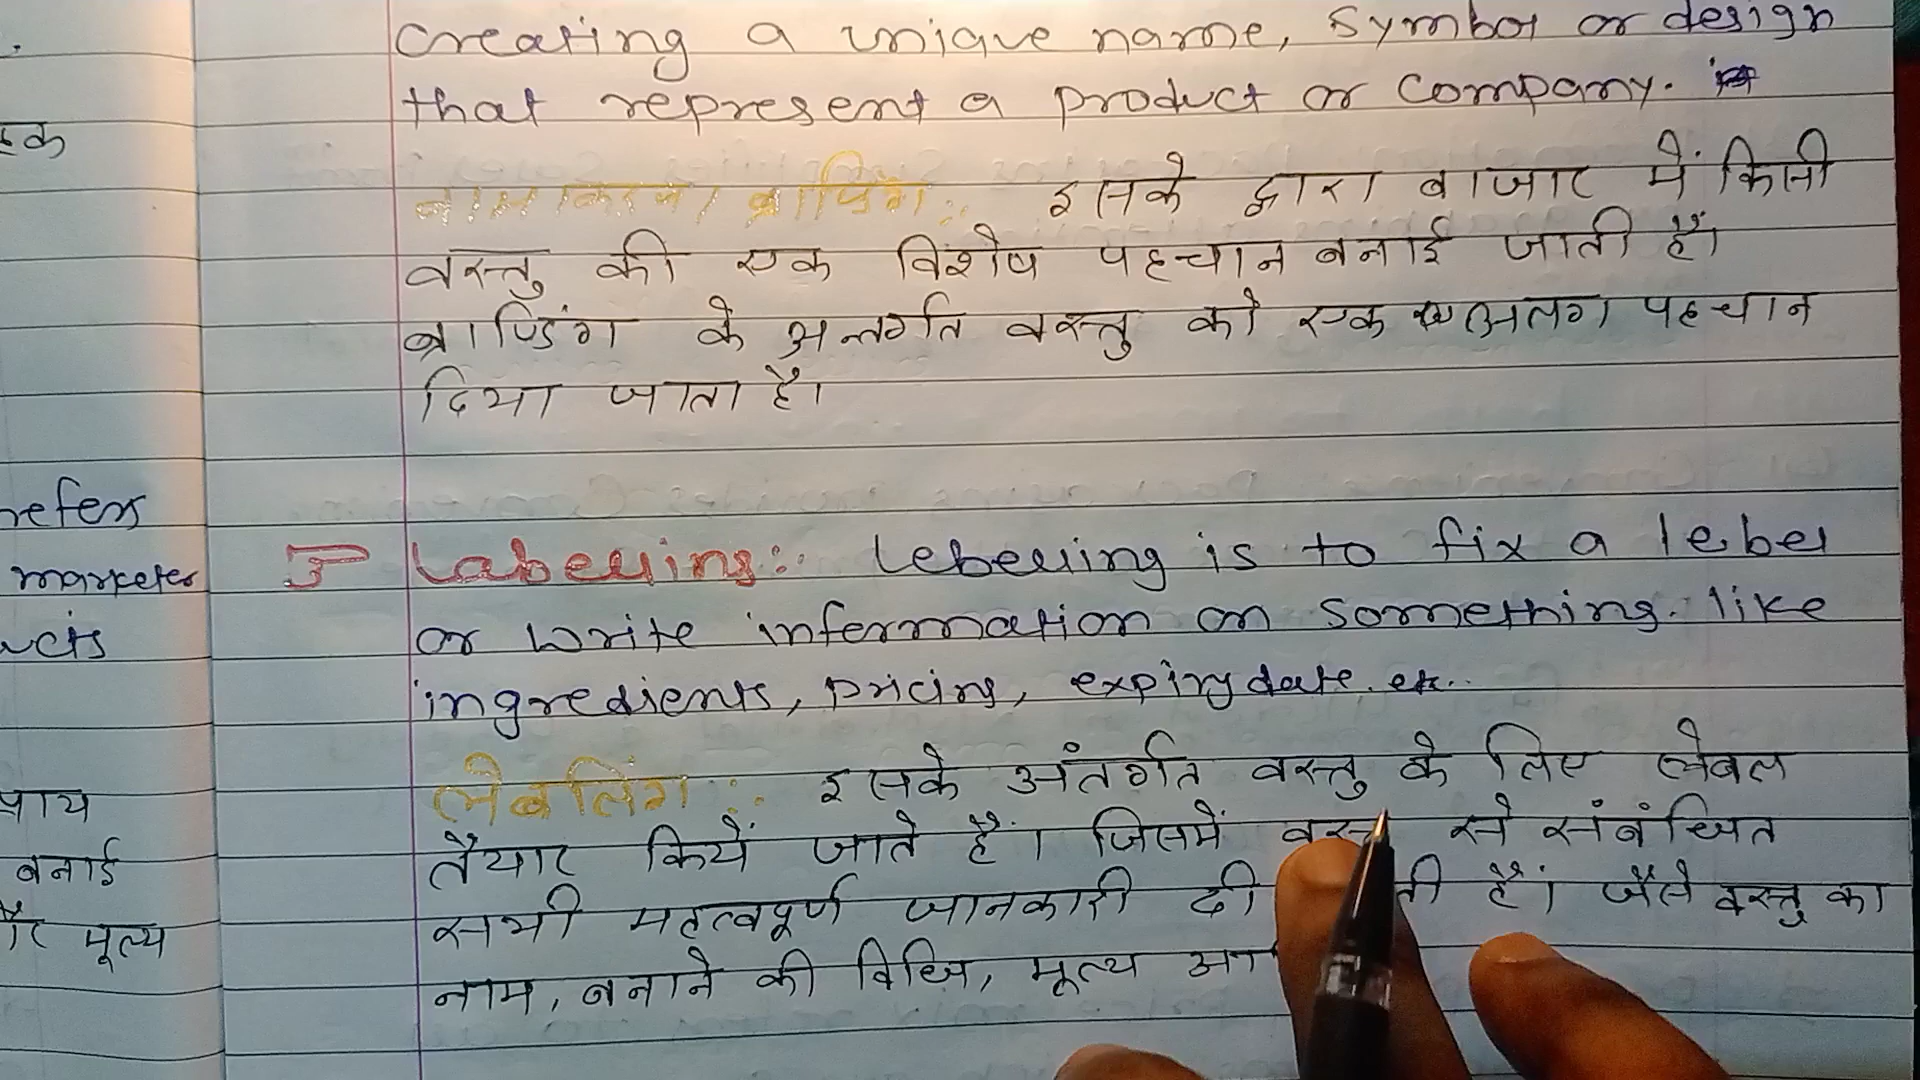 एक
refers
marketer
ucts
पाय
बनाई
मूल्य
Creating a unique name, symbol or design
that represent a product or company.
नामकरण / ब्राण्डिंग:- इसके द्वारा बाजार में किसी
वस्तु की एक विशेष पहचान बनाई जाती है।
ब्राण्डिंग के अन्तर्गत वस्तु को एक अलग पहचान
दिया जाता है।
Labelling:- Lebelling is to fix a lebel
or write infermation on something. like
ingredients, pricing, expiry date. etc..
लेबलिंग :- इसके अंतर्गत वस्तु के लिए लेबल
तैयार कियें जाते हैं। जिसमें से संबंधित
सभी महत्वपूर्ण जानकारी दी है। जैसे वस्तु का
नाम, बनाने की विधि, मूल्य